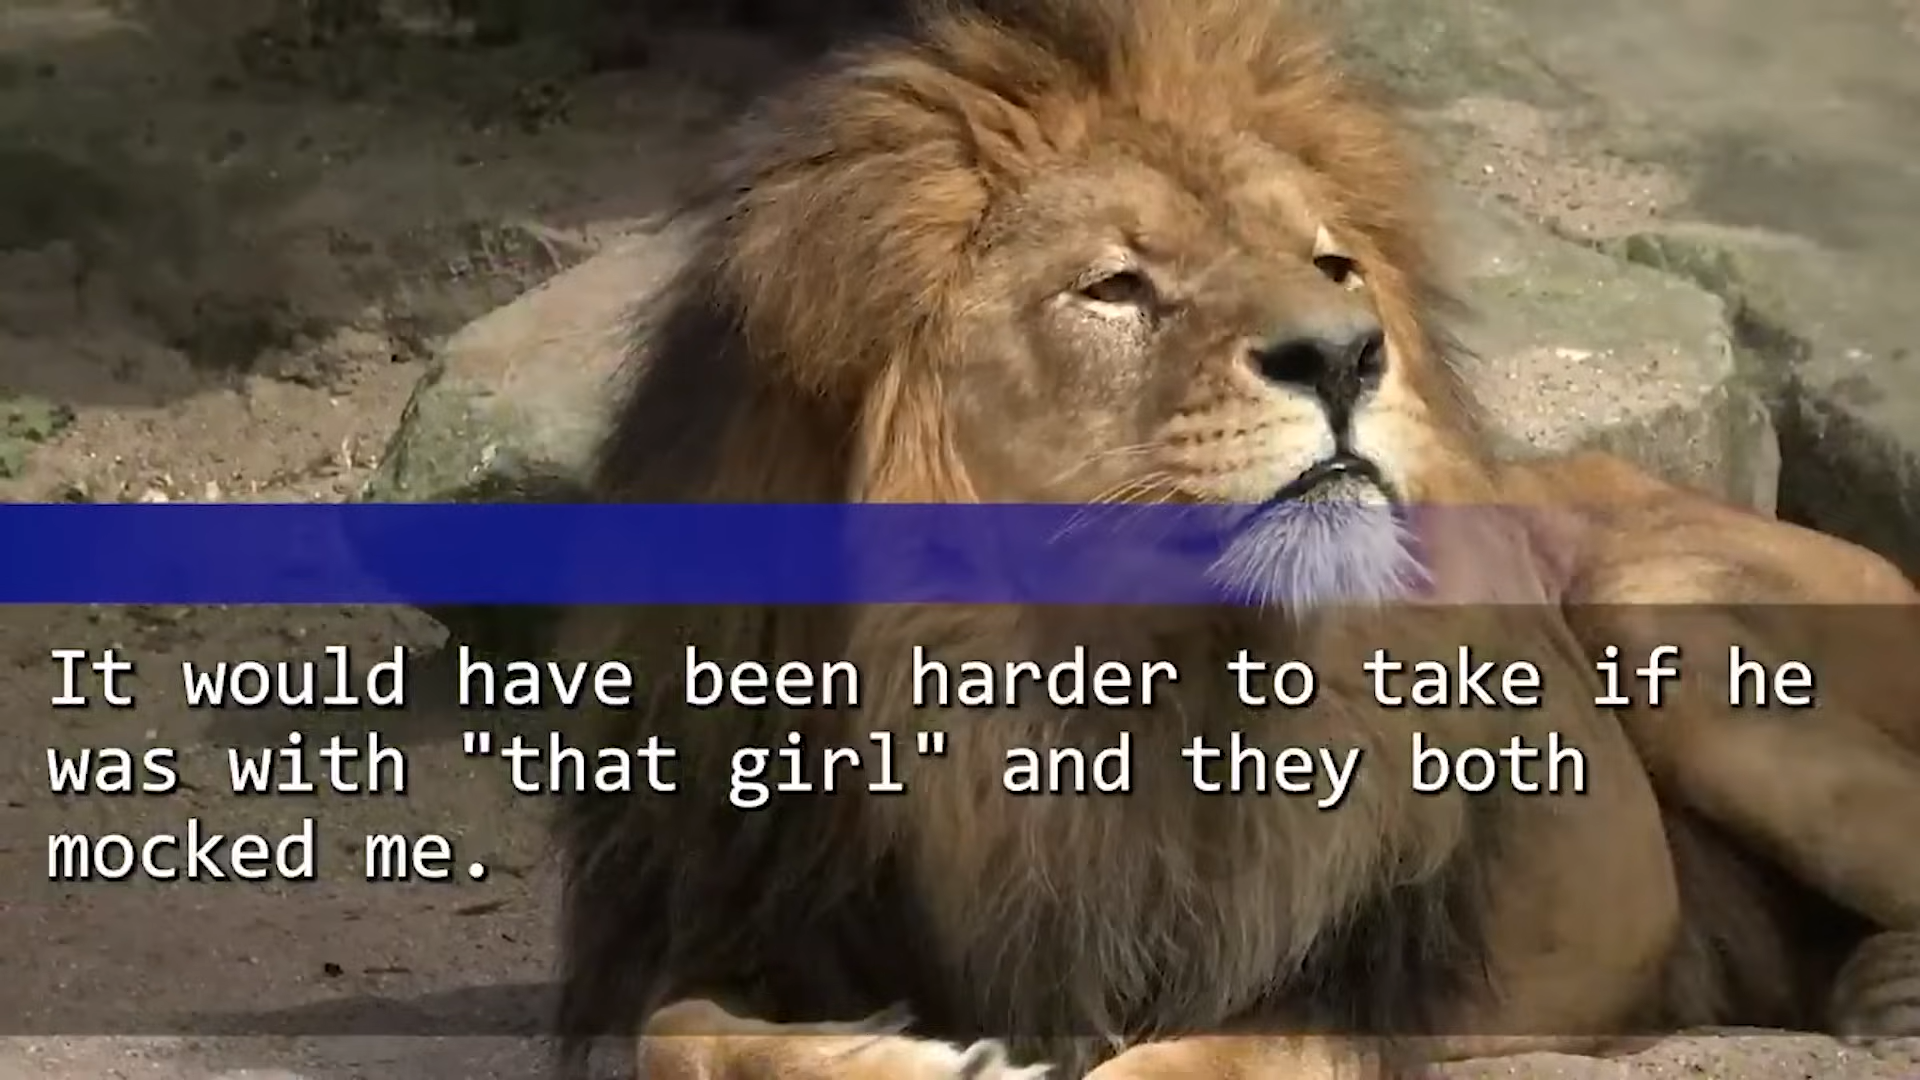 It would have been harder to take if he
was with "that girl" and they both
mocked me.